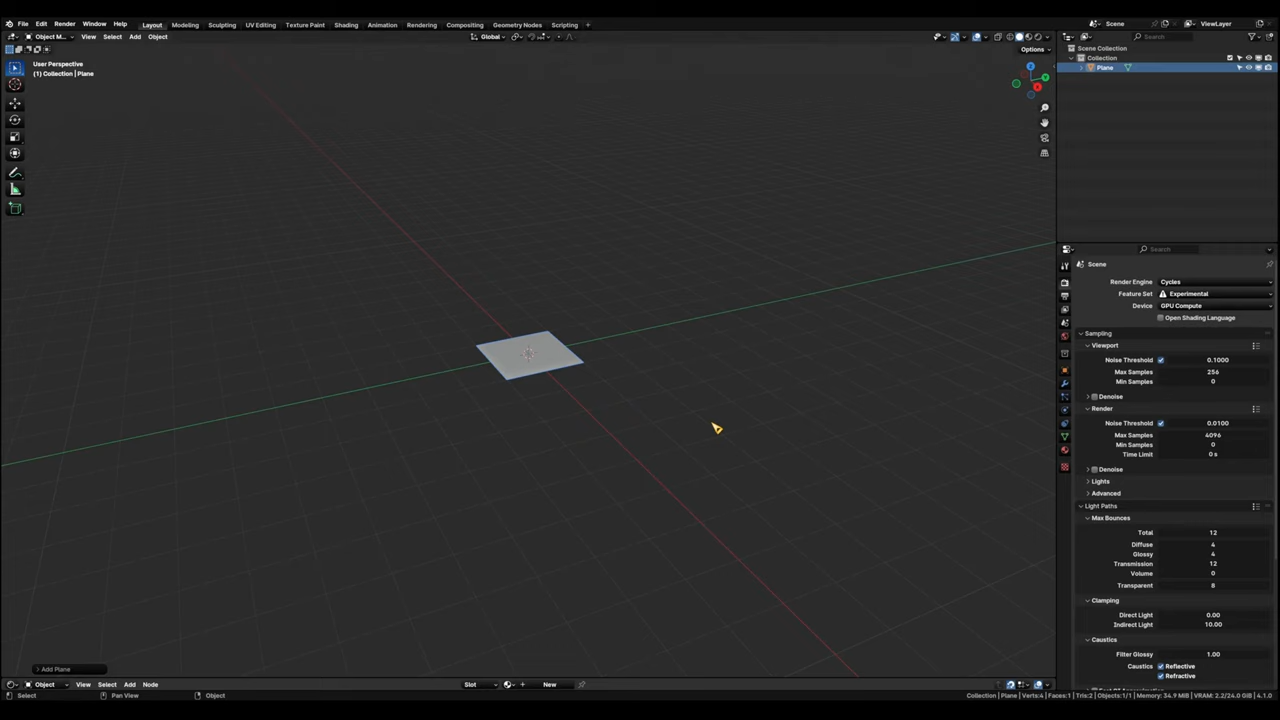 File Edit Render Window Help Layout Modeling Sculpting UV Editing Texture Paint Shading Animation Rendering Compositing Geometry Nodes Scripting + Scene ViewLayer
Object M... View Select Add Object Global Search
Options
User Perspective
(1) Collection | Plane
Scene Collection
Collection
Plane
Z
Y
X
Search
Scene
Render Engine Cycles
Feature Set Experimental
Device GPU Compute
Open Shading Language
Sampling
Viewport
Noise Threshold 0.1000
Max Samples 256
Min Samples 0
Denoise
Render
Noise Threshold 0.0100
Max Samples 4096
Min Samples 0
Time Limit 0 s
Denoise
Lights
Advanced
Light Paths
Max Bounces
Total 12
Diffuse 4
Glossy 4
Transmission 12
Volume 0
Transparent 8
Clamping
Direct Light 0.00
Indirect Light 10.00
Caustics
Filter Glossy 1.00
Caustics Reflective
Refractive
Add Plane
Object View Select Add Node Slot New
Select Pan View Object Collection | Plane | Verts:4 | Faces:1 | Tris:2 | Objects:1/1 | Memory: 34.9 MiB | VRAM: 2.2/24.0 GiB | 4.1.0